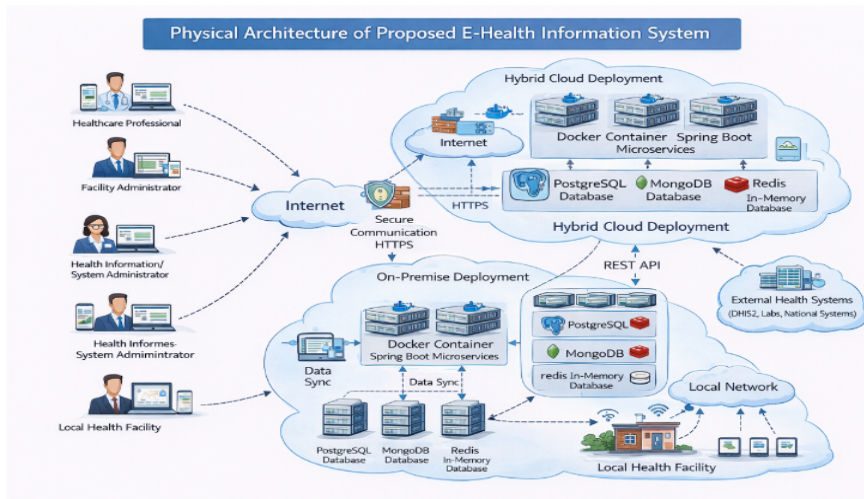 Physical Architecture of Proposed E-Health Information System
Healthcare Professional
Facility Administrator
Health Information/
System Administrator
Health Informes-
System Admimintrator
Local Health Facility
Internet
Secure
Communication
HTTPS
HTTPS
Hybrid Cloud Deployment
Internet
Docker Container Spring Boot
Microservices
PostgreSQL
Database
MongoDB
Database
Redis
In-Memory
Database
Hybrid Cloud Deployment
REST API
External Health Systems
(DHIS2, Labs, National Systems)
On-Premise Deployment
Docker Container
Spring Boot Microservices
Data
Sync
Data Sync
PostgreSQL
Database
MongoDB
Database
Redis
In-Memory
Database
PostgreSQL
MongoDB
redis In-Memory
Database
Local Network
Local Health Facility